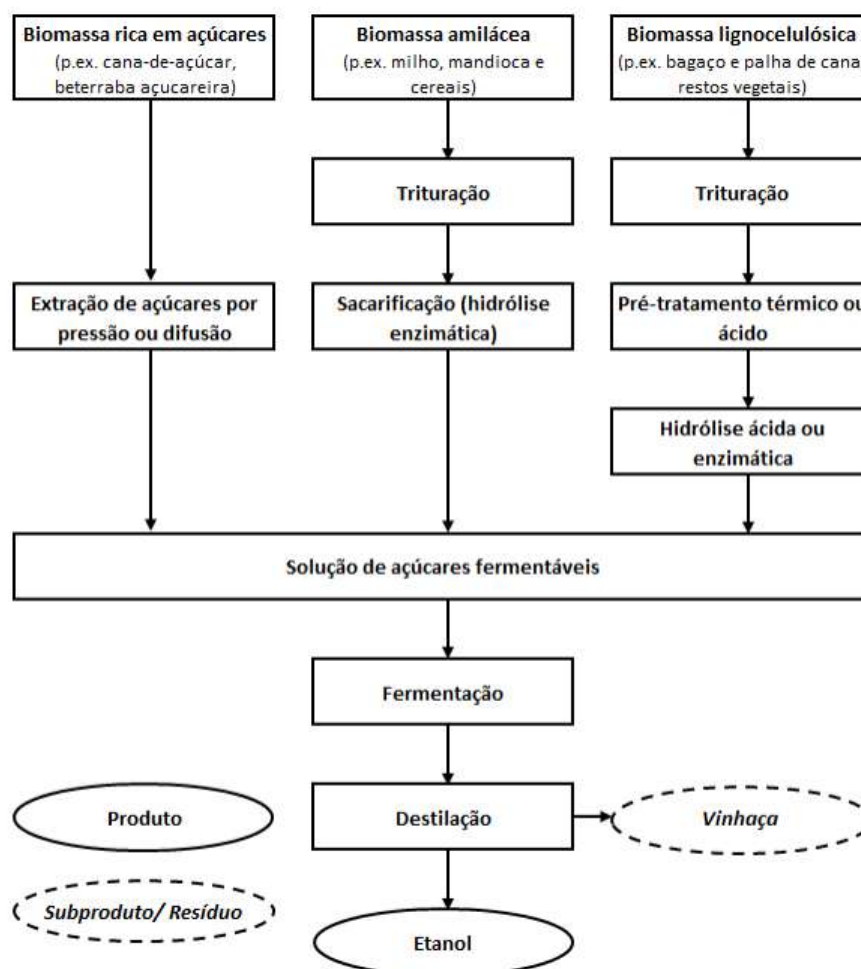 Biomassa rica em açúcares
(p.ex. cana-de-açúcar,
beterraba açucareira)
Biomassa amilácea
(p.ex. milho, mandioca e
cereais)
Biomassa lignocelulósica
(p.ex. bagaço e palha de cana
restos vegetais)
Trituração
Trituração
Extração de açúcares por
pressão ou difusão
Sacarificação (hidrólise
enzimática)
Pré-tratamento térmico ou
ácido
Hidrólise ácida ou
enzimática
Solução de açúcares fermentáveis
Fermentação
Produto
Destilação
Vinhaça
Subproduto/ Resíduo
Etanol